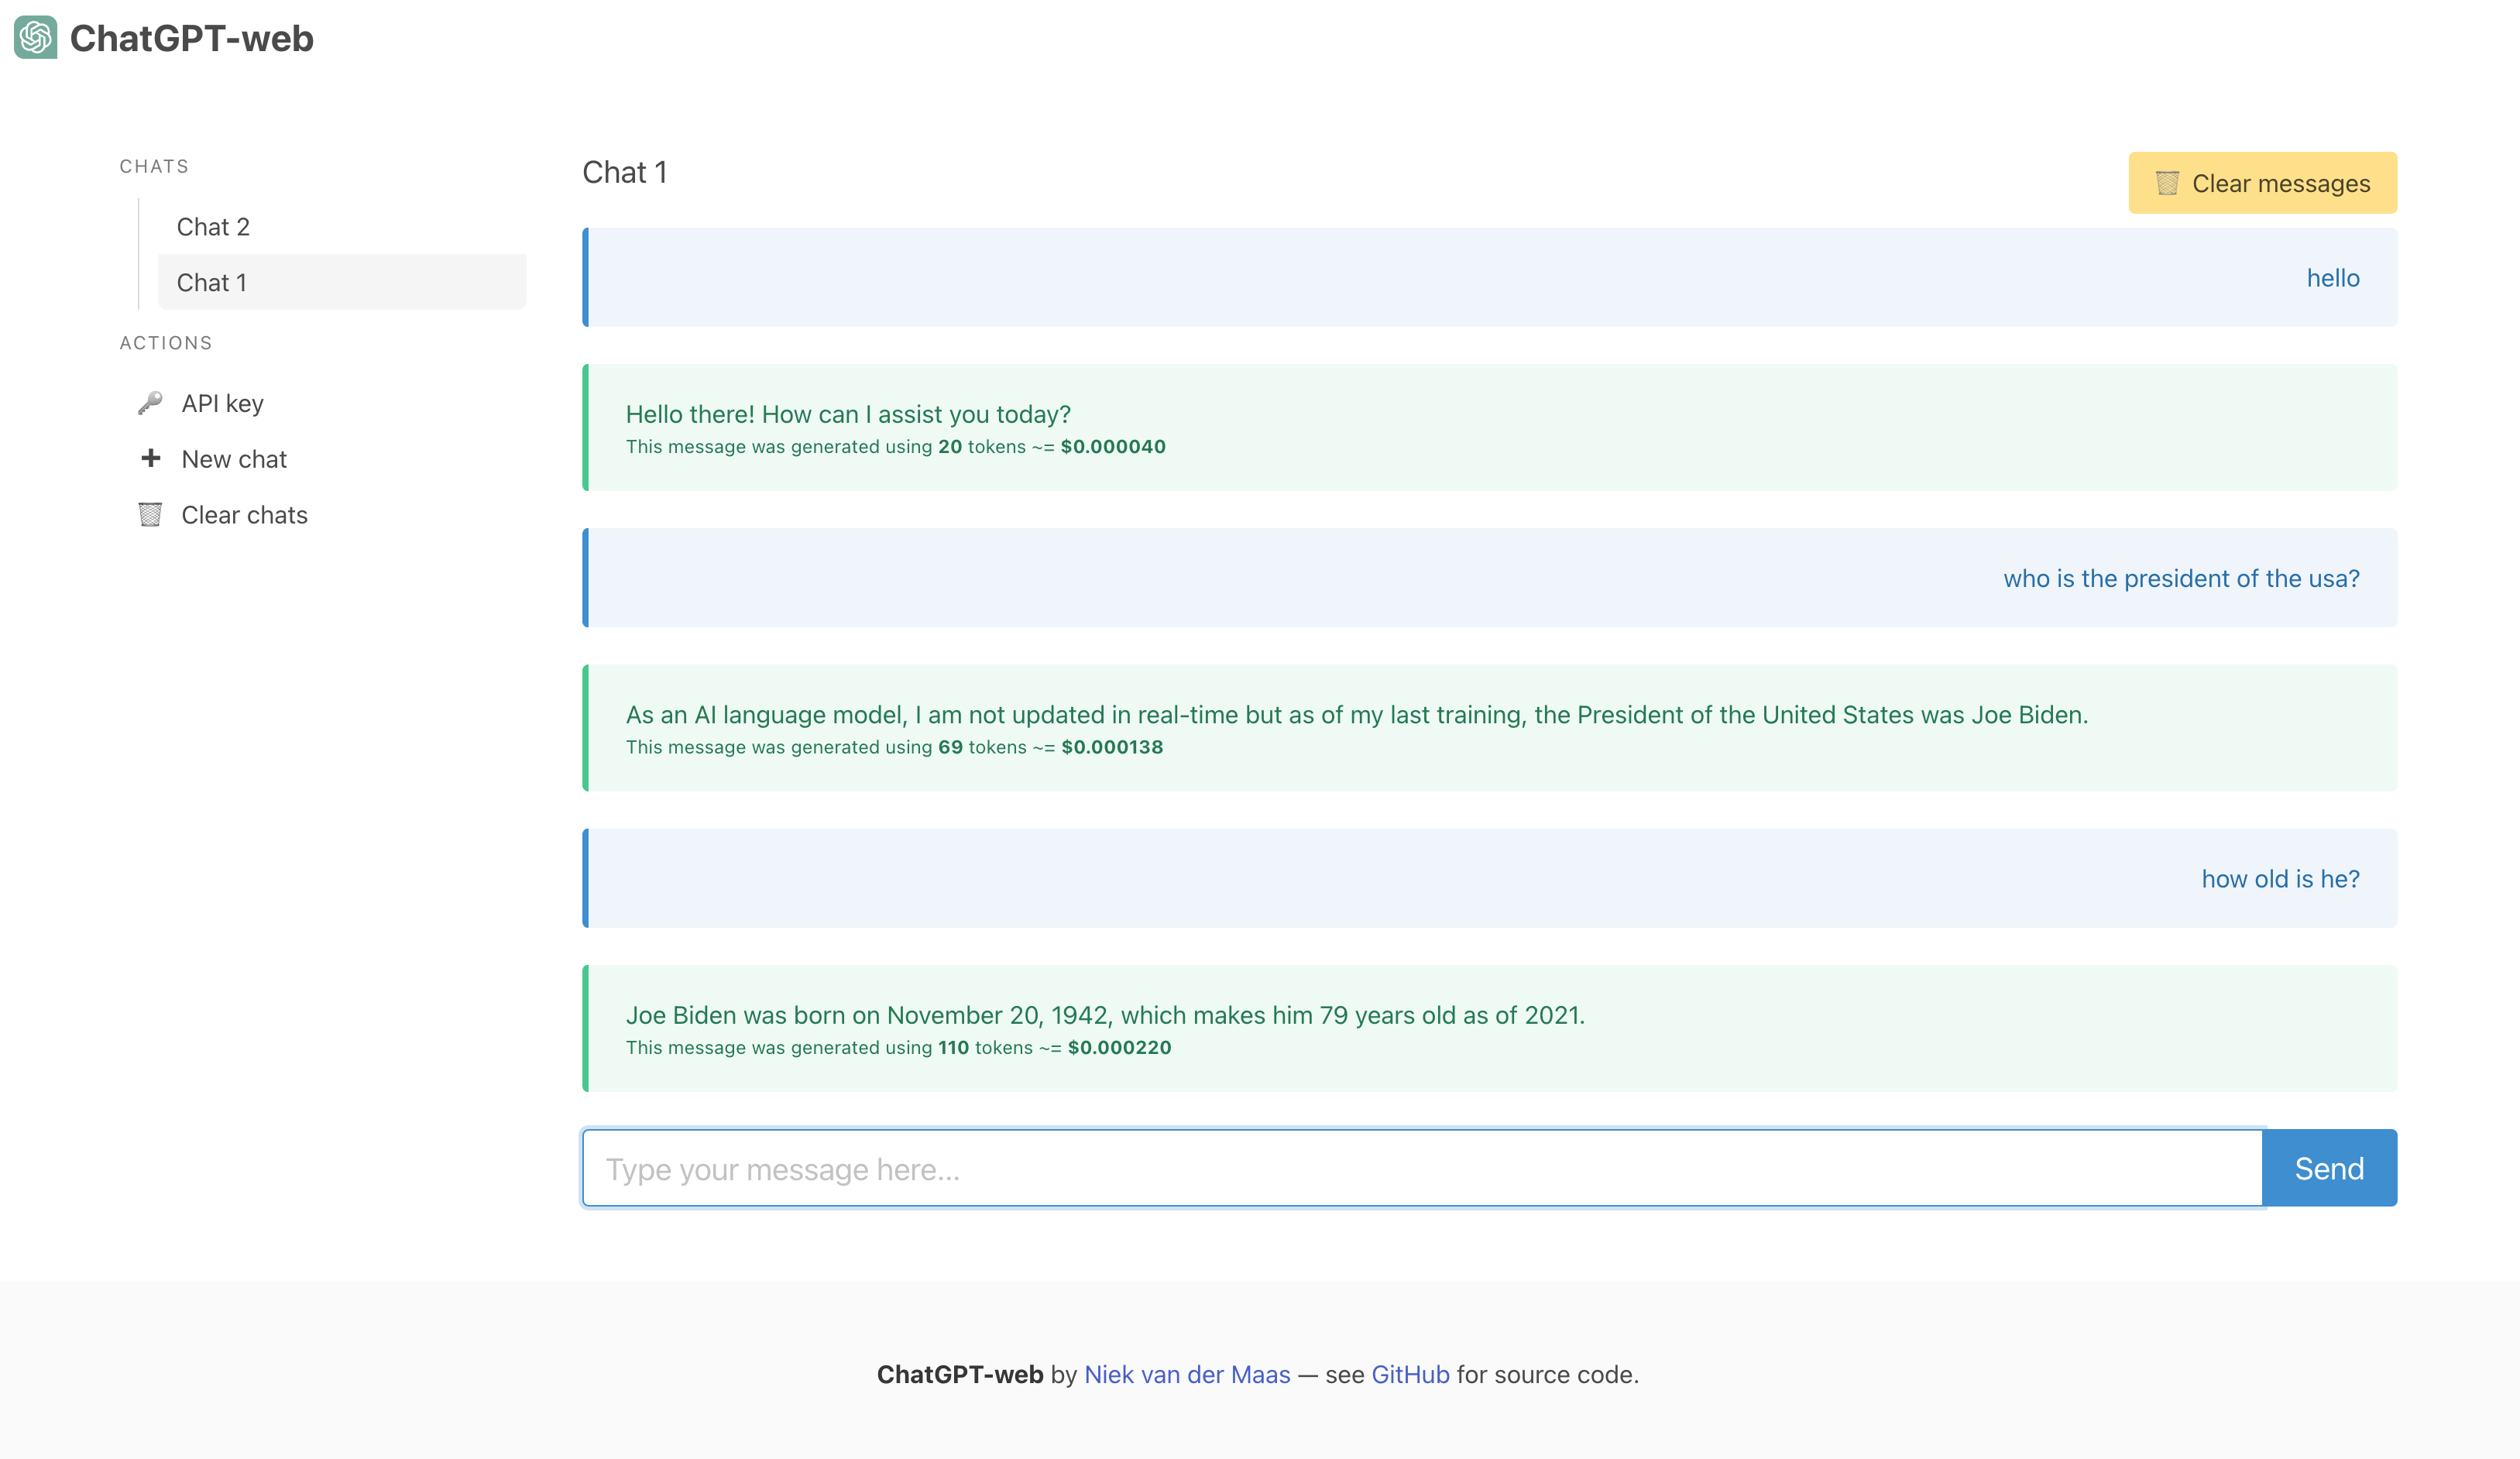 ChatGPT-web
CHATS
Chat 2
Chat 1
ACTIONS
API key
New chat
Clear chats
Chat 1
Clear messages
hello
Hello there! How can I assist you today?
This message was generated using 20 tokens ~= $0.000040
who is the president of the usa?
As an AI language model, I am not updated in real-time but as of my last training, the President of the United States was Joe Biden.
This message was generated using 69 tokens ~= $0.000138
how old is he?
Joe Biden was born on November 20, 1942, which makes him 79 years old as of 2021.
This message was generated using 110 tokens ~= $0.000220
Type your message here...
Send
ChatGPT-web by Niek van der Maas — see GitHub for source code.